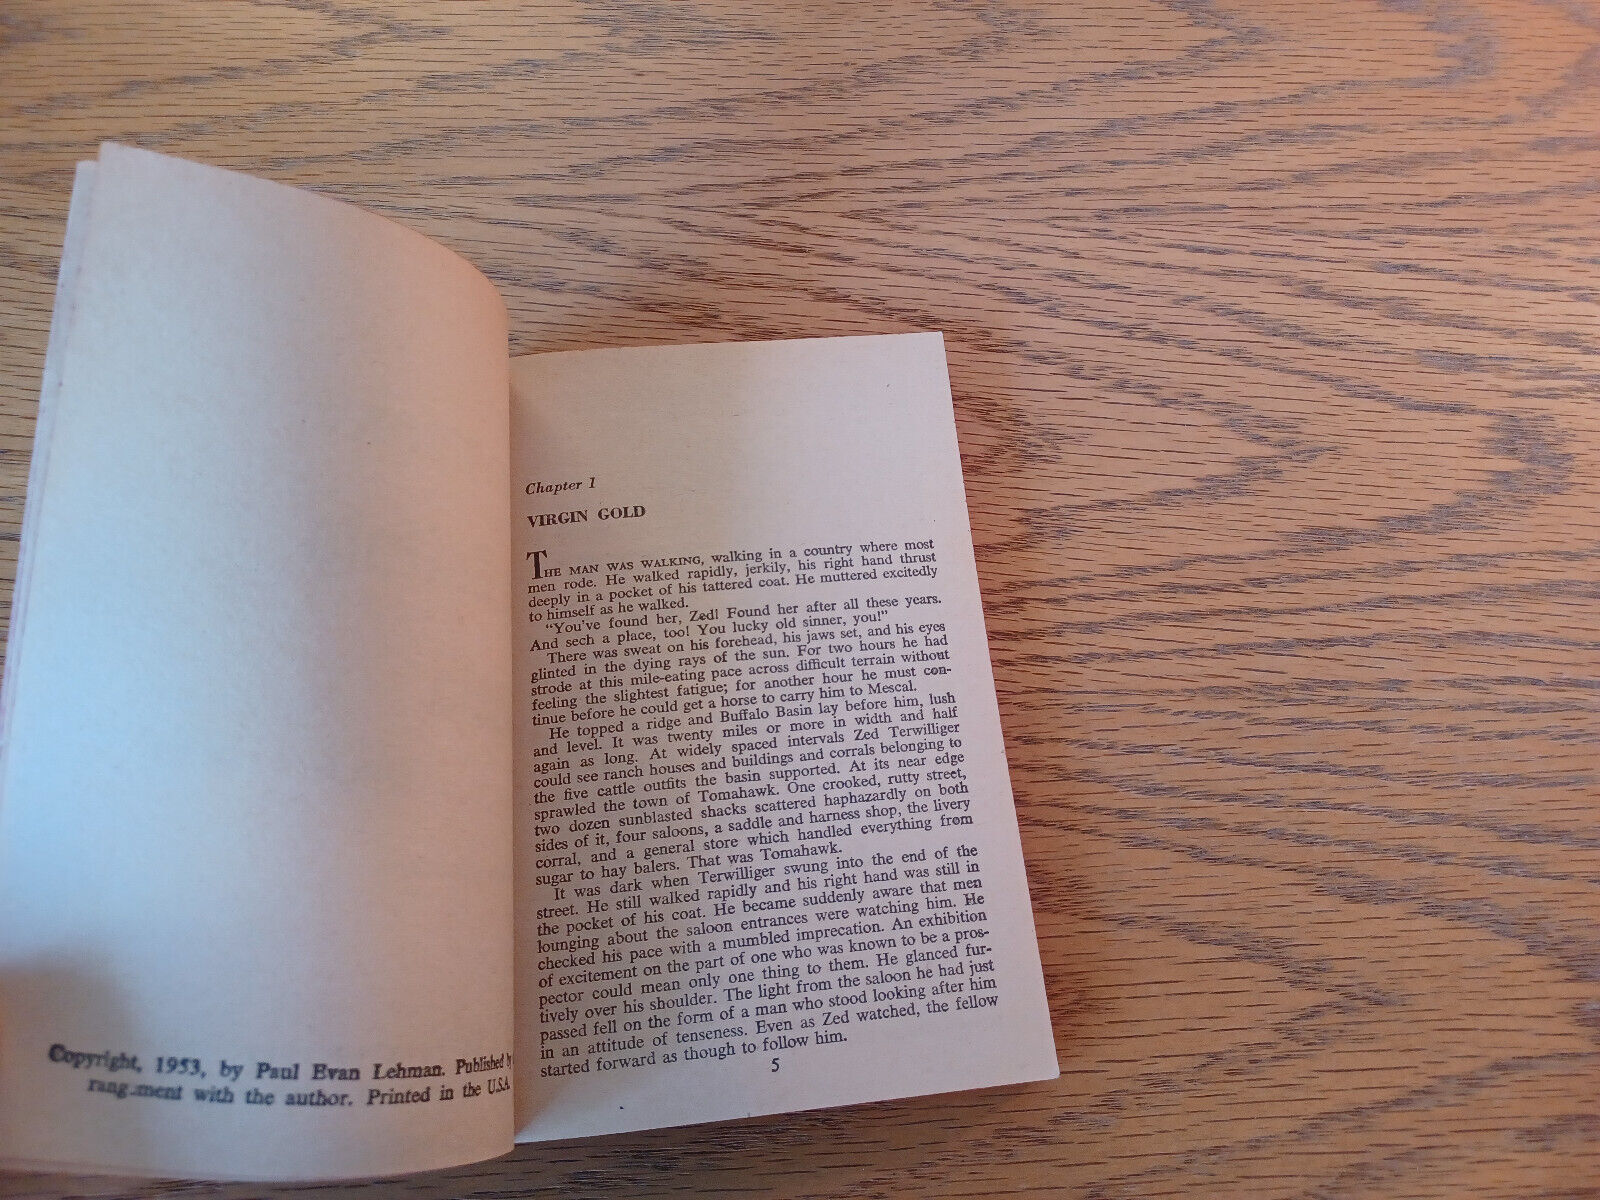 Copyright, 1953, by Paul Evan Lehman. Published by
rang.ment with the author. Printed in the U.S.A.
Chapter 1
VIRGIN GOLD
THE MAN WAS WALKING, walking in a country where most
men rode. He walked rapidly, jerkily, his right hand thrust
deeply in a pocket of his tattered coat. He muttered excitedly
to himself as he walked.
"You've found her, Zed! Found her after all these years.
And sech a place, too! You lucky old sinner, you!"
There was sweat on his forehead, his jaws set, and his eyes
glinted in the dying rays of the sun. For two hours he had
strode at this mile-eating pace across difficult terrain without
feeling the slightest fatigue; for another hour he must con-
tinue before he could get a horse to carry him to Mescal.
He topped a ridge and Buffalo Basin lay before him, lush
and level. It was twenty miles or more in width and half
again as long. At widely spaced intervals Zed Terwilliger
could see ranch houses and buildings and corrals belonging to
the five cattle outfits the basin supported. At its near edge
sprawled the town of Tomahawk. One crooked, rutty street,
two dozen sunblasted shacks scattered haphazardly on both
sides of it, four saloons, a saddle and harness shop, the livery
corral, and a general store which handled everything from
sugar to hay balers. That was Tomahawk.
It was dark when Terwilliger swung into the end of the
street. He still walked rapidly and his right hand was still in
the pocket of his coat. He became suddenly aware that men
lounging about the saloon entrances were watching him. He
checked his pace with a mumbled imprecation. An exhibition
of excitement on the part of one who was known to be a pros-
pector could mean only one thing to them. He glanced fur-
tively over his shoulder. The light from the saloon he had just
passed fell on the form of a man who stood looking after him
in an attitude of tenseness. Even as Zed watched, the fellow
started forward as though to follow him.
5